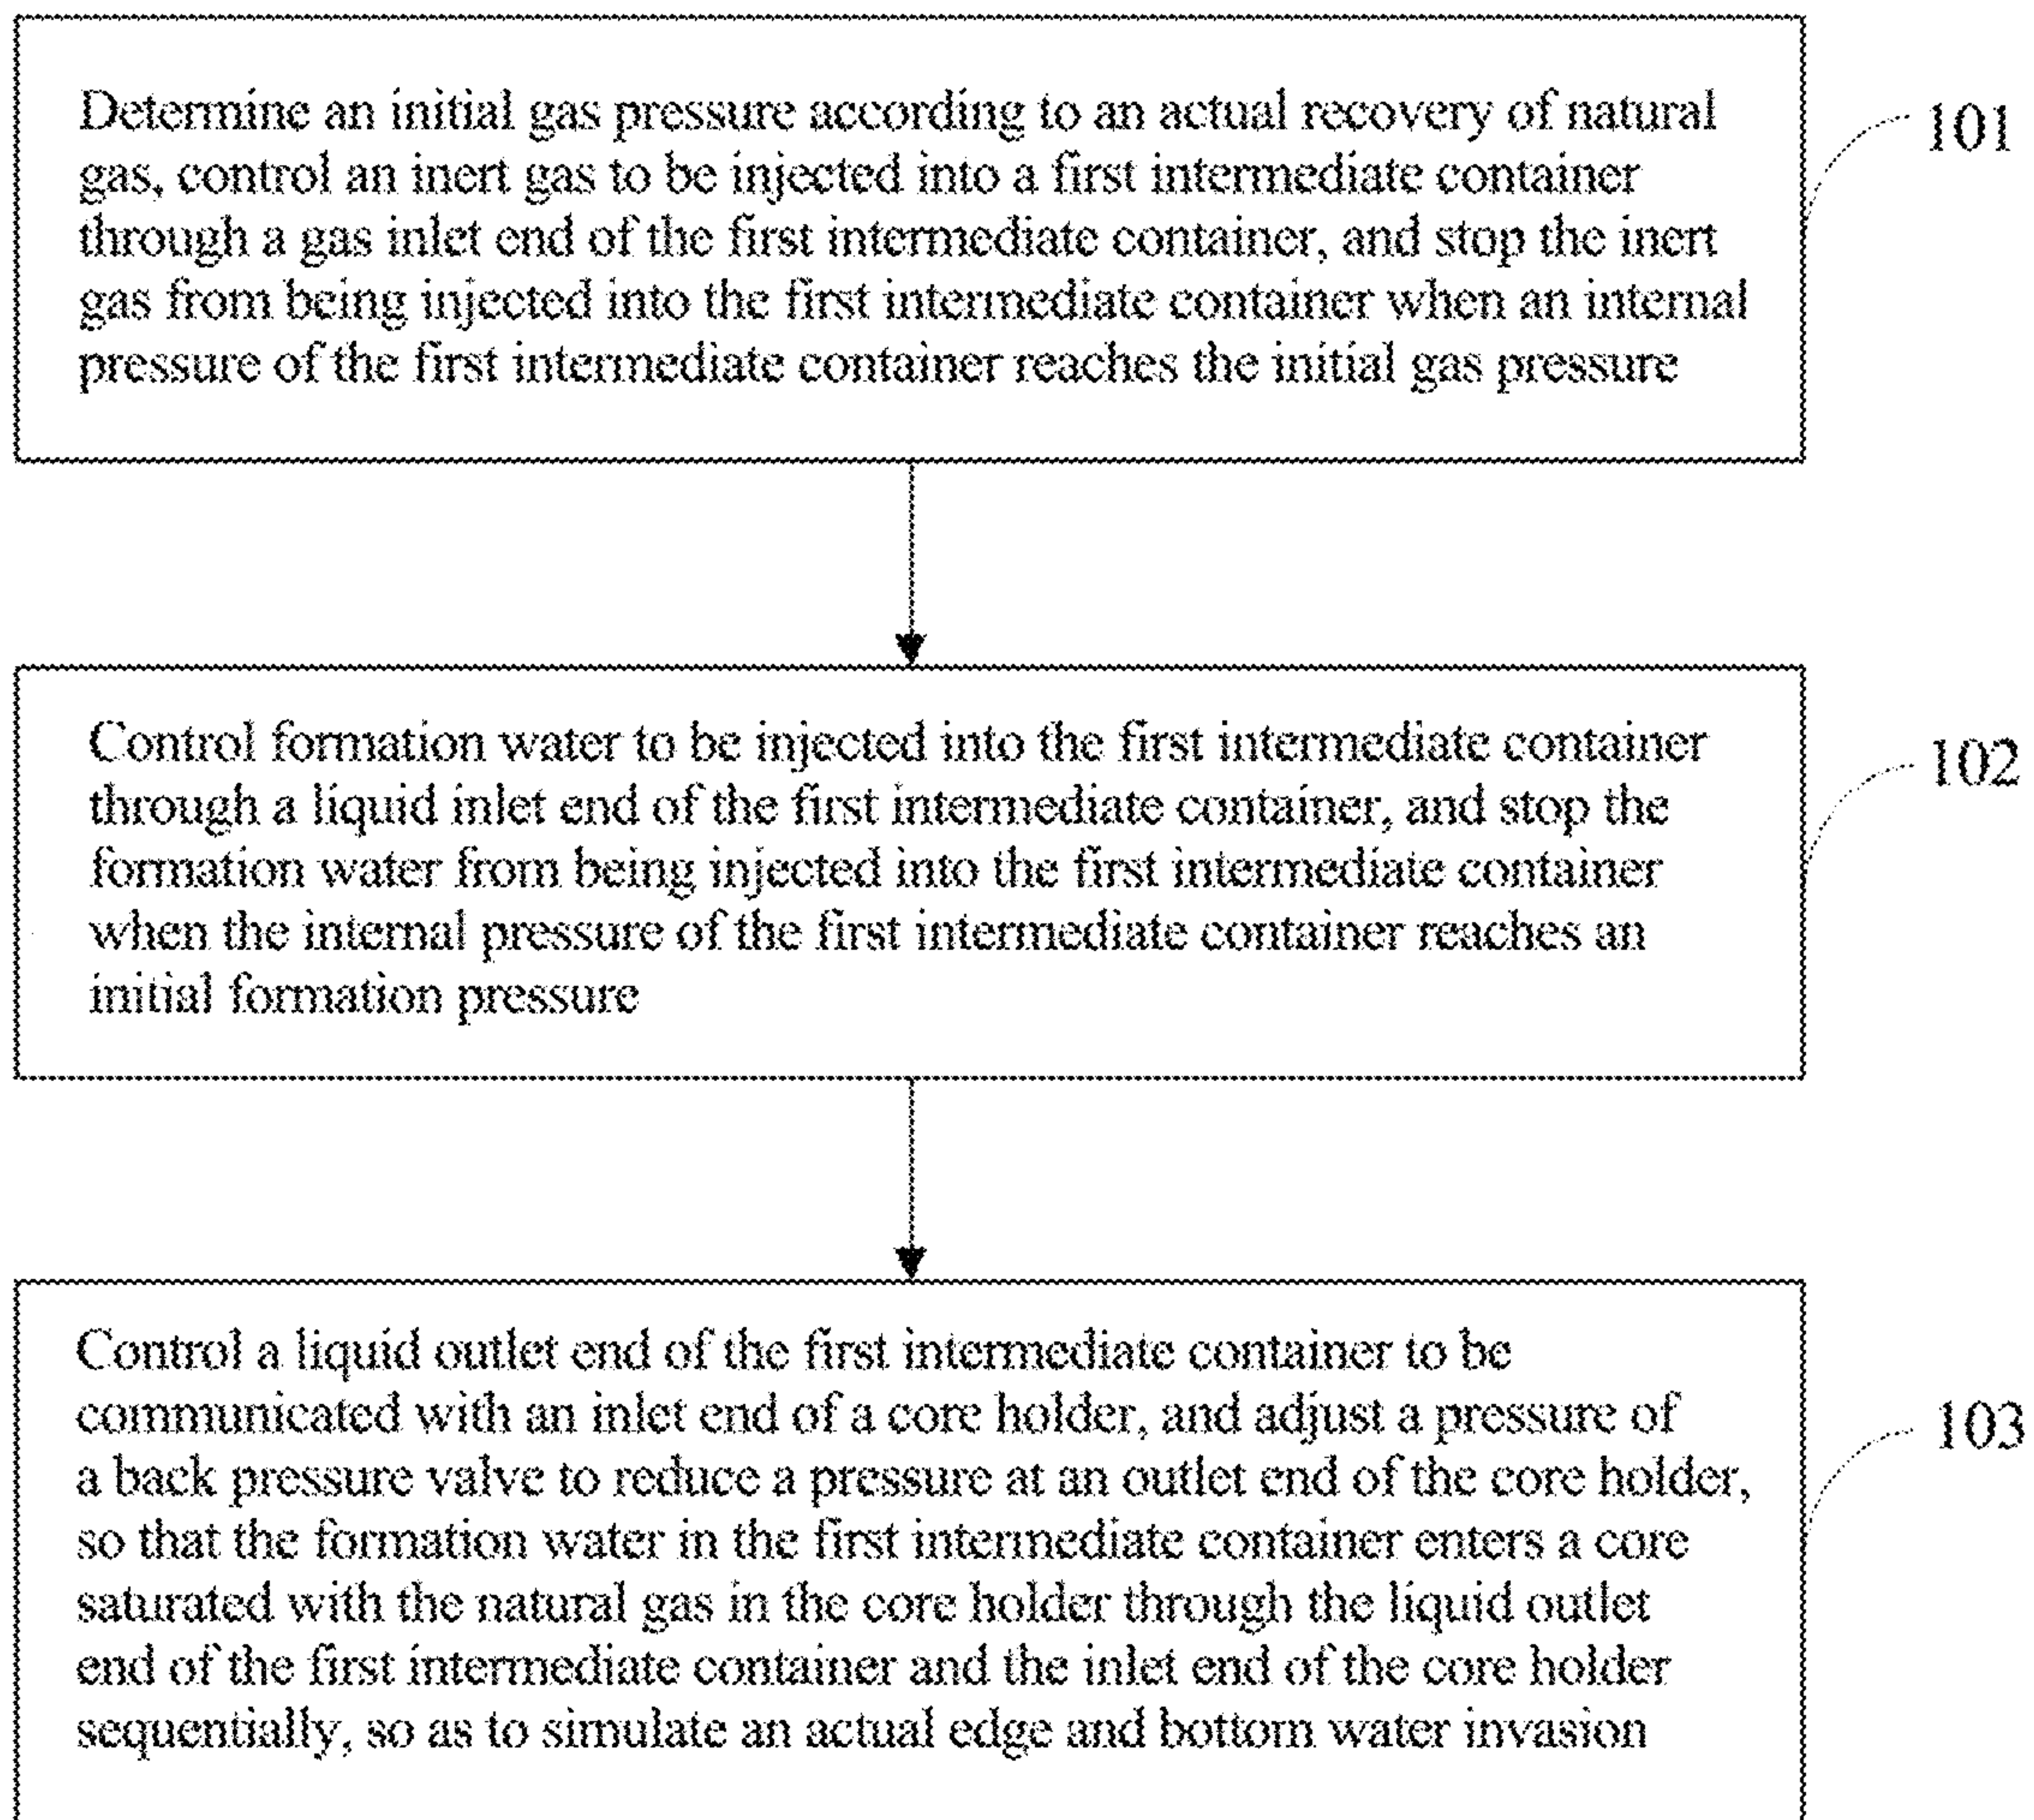 Determine an initial gas pressure according to an actual recovery of natural
gas, control an inert gas to be injected into a first intermediate container
through a gas inlet end of the first intermediate container, and stop the inert
gas from being injected into the first intermediate container when an internal
pressure of the first intermediate container reaches the initial gas pressure
101
Control formation water to be injected into the first intermediate container
through a liquid inlet end of the first intermediate container, and stop the
formation water from being injected into the first intermediate container
when the internal pressure of the first intermediate container reaches an
initial formation pressure
102
Control a liquid outlet end of the first intermediate container to be
communicated with an inlet end of a core holder, and adjust a pressure of
a back pressure valve to reduce a pressure at an outlet end of the core holder,
so that the formation water in the first intermediate container enters a core
saturated with the natural gas in the core holder through the liquid outlet
end of the first intermediate container and the inlet end of the core holder
sequentially, so as to simulate an actual edge and bottom water invasion
103